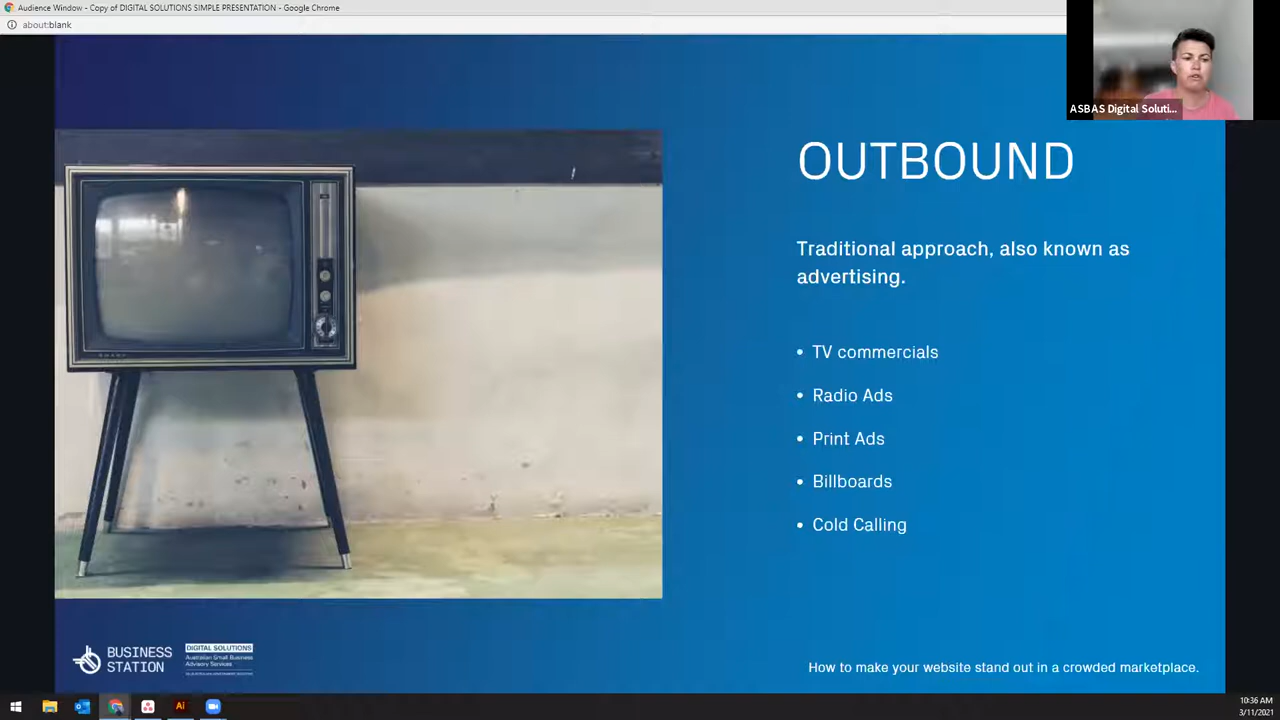 Audience Window - Copy of DIGITAL SOLUTIONS SIMPLE PRESENTATION - Google Chrome
about:blank
ASBAS Digital Soluti...
OUTBOUND
Traditional approach, also known as
advertising.
• TV commercials
• Radio Ads
• Print Ads
• Billboards
• Cold Calling
BUSINESS
STATION
DIGITAL SOLUTIONS
Australian Small Business
Advisory Services
How to make your website stand out in a crowded marketplace.
Ai
10:36 AM
3/11/2021